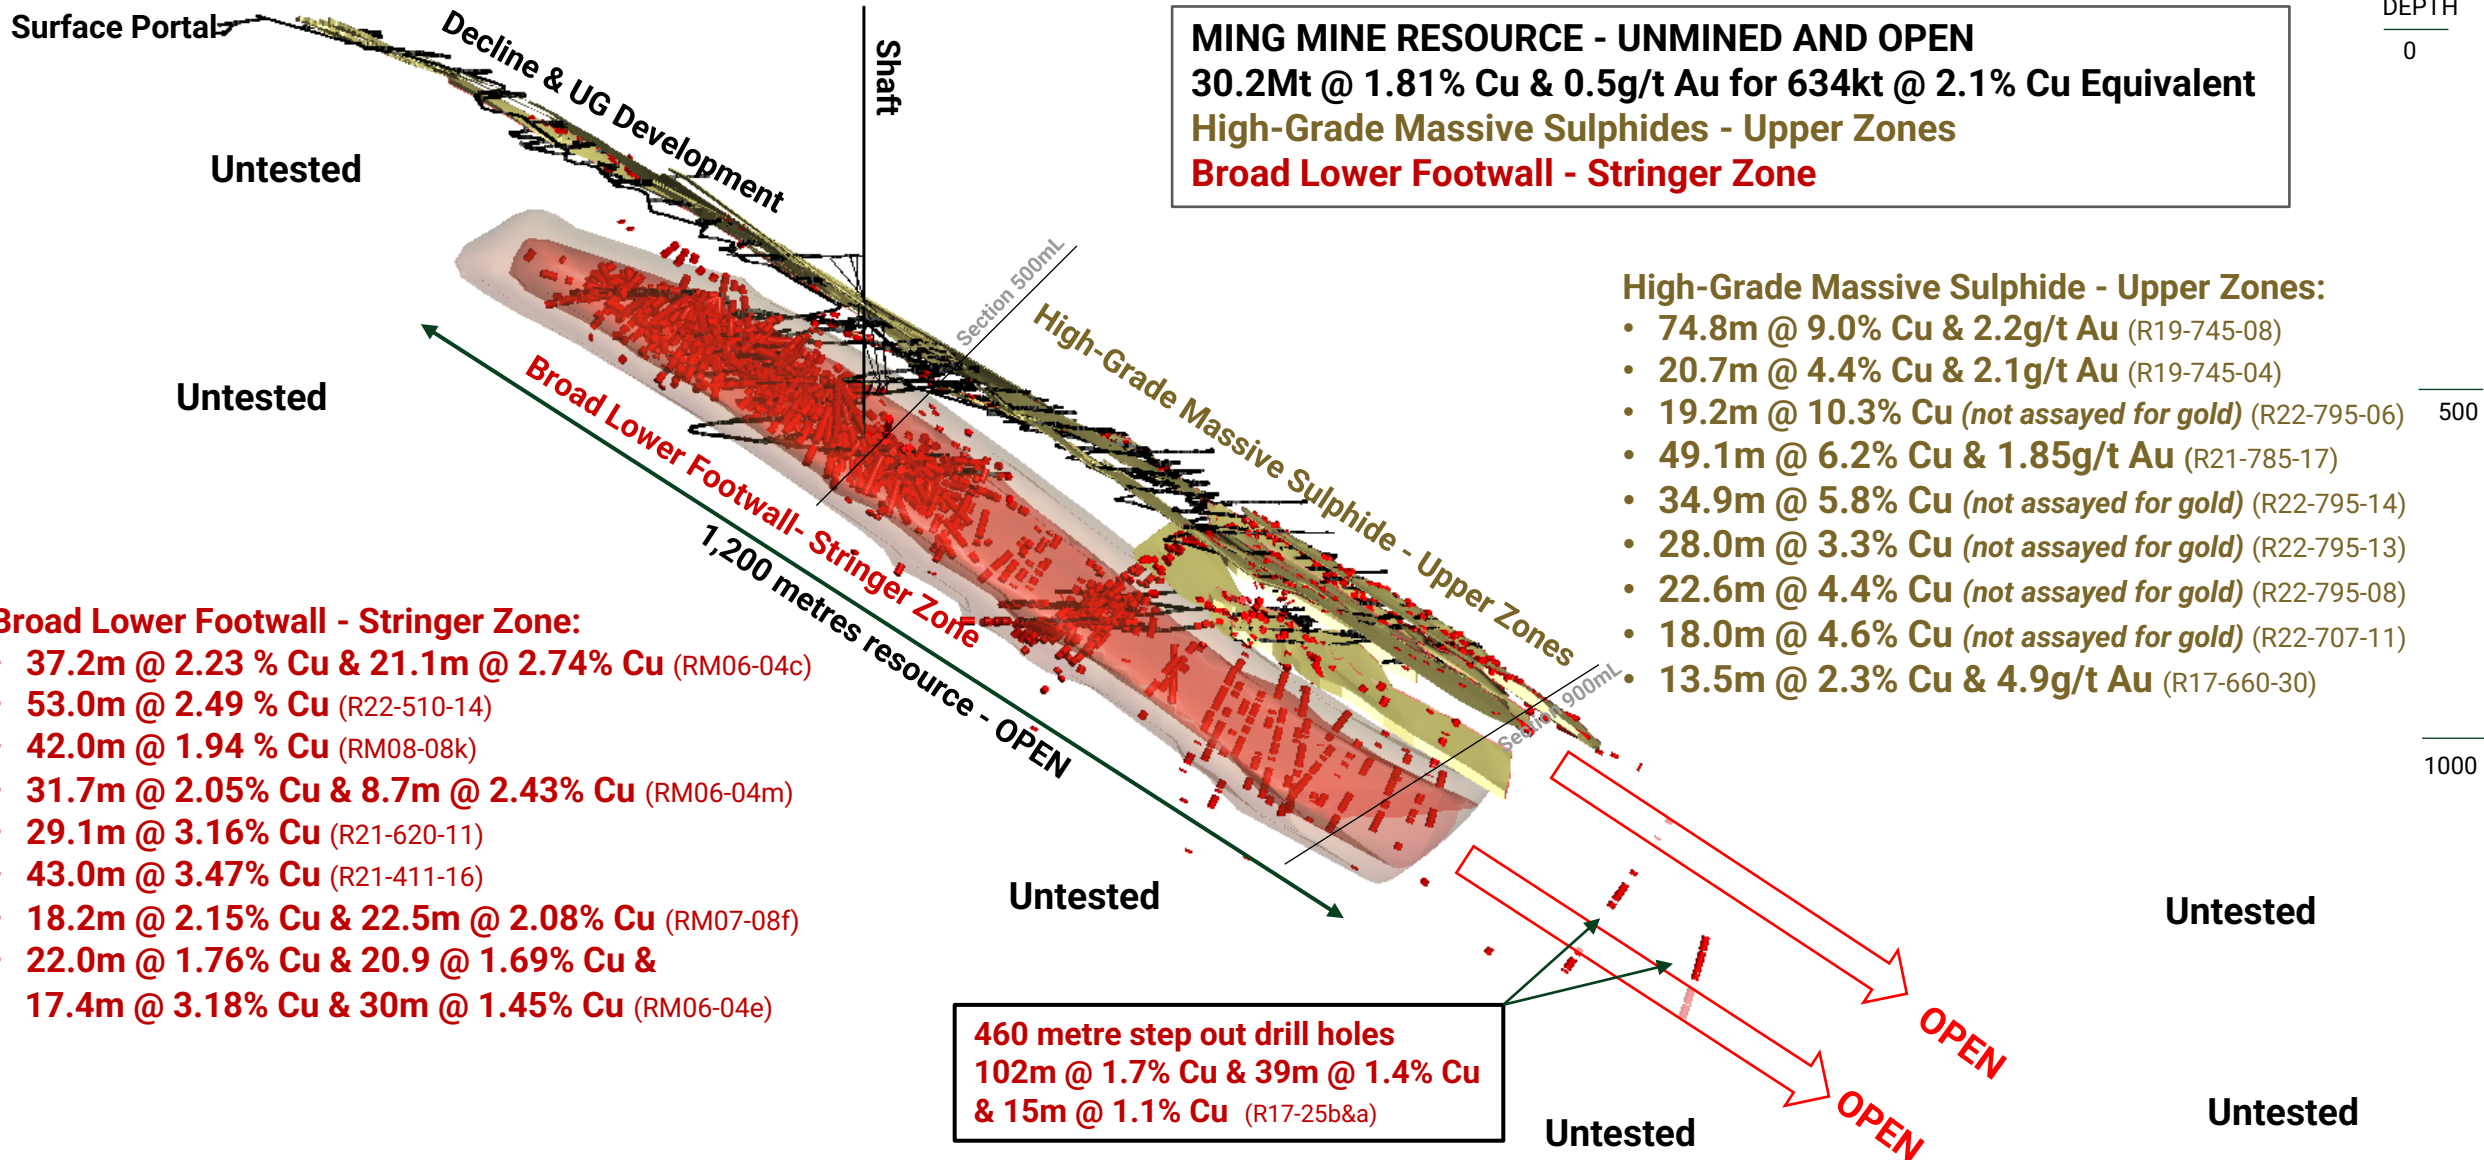 Surface Portal
Decline & UG Development
Shaft
DEPTH
0
MING MINE RESOURCE - UNMINED AND OPEN
30.2Mt @ 1.81% Cu & 0.5g/t Au for 634kt @ 2.1% Cu Equivalent
High-Grade Massive Sulphides - Upper Zones
Broad Lower Footwall - Stringer Zone
Untested
Untested
Section 500mL
High-Grade Massive Sulphide - Upper Zones
Broad Lower Footwall- Stringer Zone
1,200 metres resource - OPEN
Section 900mL
High-Grade Massive Sulphide - Upper Zones:
• 74.8m @ 9.0% Cu & 2.2g/t Au (R19-745-08)
• 20.7m @ 4.4% Cu & 2.1g/t Au (R19-745-04)
• 19.2m @ 10.3% Cu (not assayed for gold) (R22-795-06)
• 49.1m @ 6.2% Cu & 1.85g/t Au (R21-785-17)
• 34.9m @ 5.8% Cu (not assayed for gold) (R22-795-14)
• 28.0m @ 3.3% Cu (not assayed for gold) (R22-795-13)
• 22.6m @ 4.4% Cu (not assayed for gold) (R22-795-08)
• 18.0m @ 4.6% Cu (not assayed for gold) (R22-707-11)
• 13.5m @ 2.3% Cu & 4.9g/t Au (R17-660-30)
500
1000
Broad Lower Footwall - Stringer Zone:
37.2m @ 2.23 % Cu & 21.1m @ 2.74% Cu (RM06-04c)
53.0m @ 2.49 % Cu (R22-510-14)
42.0m @ 1.94 % Cu (RM08-08k)
31.7m @ 2.05% Cu & 8.7m @ 2.43% Cu (RM06-04m)
29.1m @ 3.16% Cu (R21-620-11)
43.0m @ 3.47% Cu (R21-411-16)
18.2m @ 2.15% Cu & 22.5m @ 2.08% Cu (RM07-08f)
22.0m @ 1.76% Cu & 20.9 @ 1.69% Cu &
17.4m @ 3.18% Cu & 30m @ 1.45% Cu (RM06-04e)
Untested
Untested
460 metre step out drill holes
102m @ 1.7% Cu & 39m @ 1.4% Cu
& 15m @ 1.1% Cu (R17-25b&a)
OPEN
OPEN
Untested
Untested